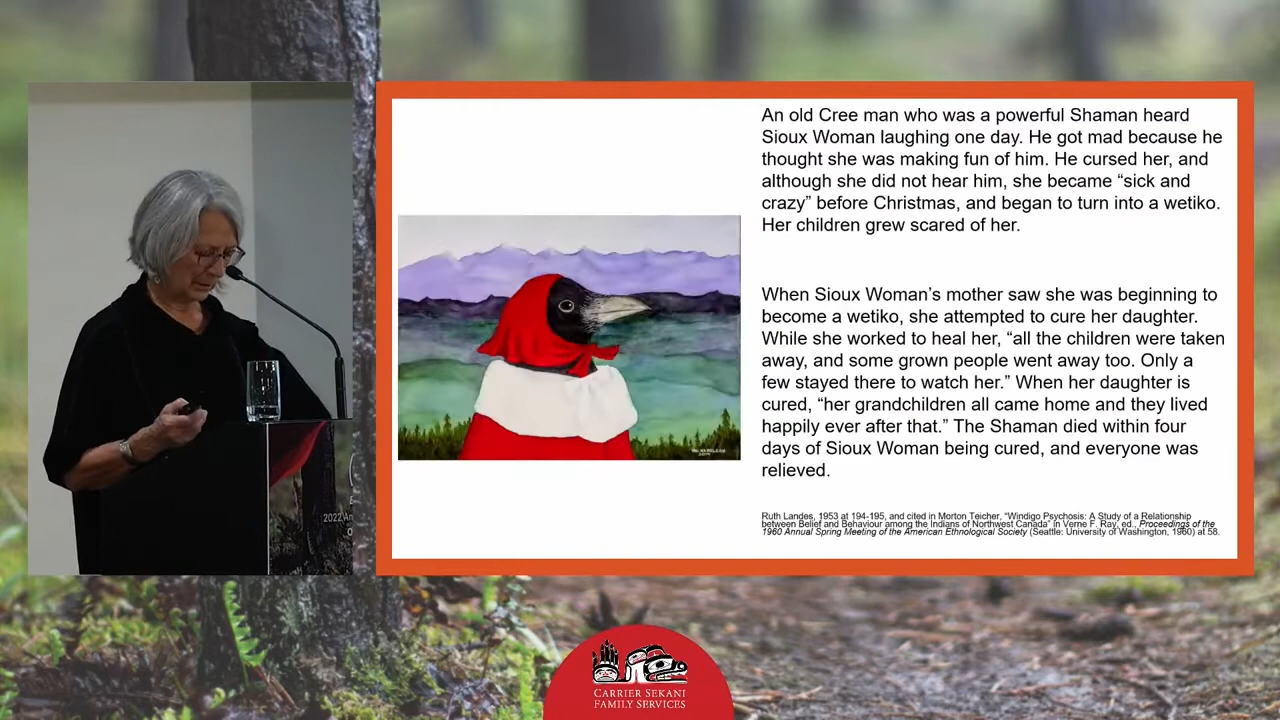 An old Cree man who was a powerful Shaman heard
Sioux Woman laughing one day. He got mad because he
thought she was making fun of him. He cursed her, and
although she did not hear him, she became “sick and
crazy” before Christmas, and began to turn into a wetiko.
Her children grew scared of her.
When Sioux Woman’s mother saw she was beginning to
become a wetiko, she attempted to cure her daughter.
While she worked to heal her, “all the children were taken
away, and some grown people went away too. Only a
few stayed there to watch her.” When her daughter is
cured, “her grandchildren all came home and they lived
happily ever after that.” The Shaman died within four
days of Sioux Woman being cured, and everyone was
relieved.
Ruth Landes, 1953 at 194-195, and cited in Morton Teicher, “Windigo Psychosis: A Study of a Relationship
between Belief and Behaviour among the Indians of Northwest Canada” in Verne F. Ray, ed., Proceedings of the
1960 Annual Spring Meeting of the American Ethnological Society (Seattle: University of Washington, 1960) at 58.
2022
CARRIER SEKANI
FAMILY SERVICES